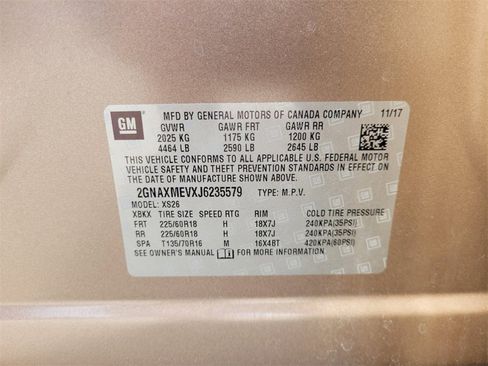 GM
MFD BY GENERAL MOTORS OF CANADA COMPANY 11/17
GVWR GAWR FRT GAWR RR
2025 KG 1175 KG 1200 KG
4464 LB 2590 LB 2645 LB
THIS VEHICLE CONFORMS TO ALL APPLICABLE U.S. FEDERAL MOTOR
VEHICLE SAFETY AND THEFT PREVENTION STANDARDS IN EFFECT ON
THE DATE OF MANUFACTURE SHOWN ABOVE.
2GNAXMEVXJ6235579 TYPE: M.P.V.
MODEL: XS26
XBKX TIRE SIZE SPEED RTG RIM COLD TIRE PRESSURE
FRT 225/60R18 H 18X7J 240KPA(35PSI)
RR 225/60R18 H 18X7J 240KPA(35PSI)
SPA T135/70R16 M 16X4BT 420KPA(60PSI)
SEE OWNER'S MANUAL FOR ADDITIONAL INFORMATION.